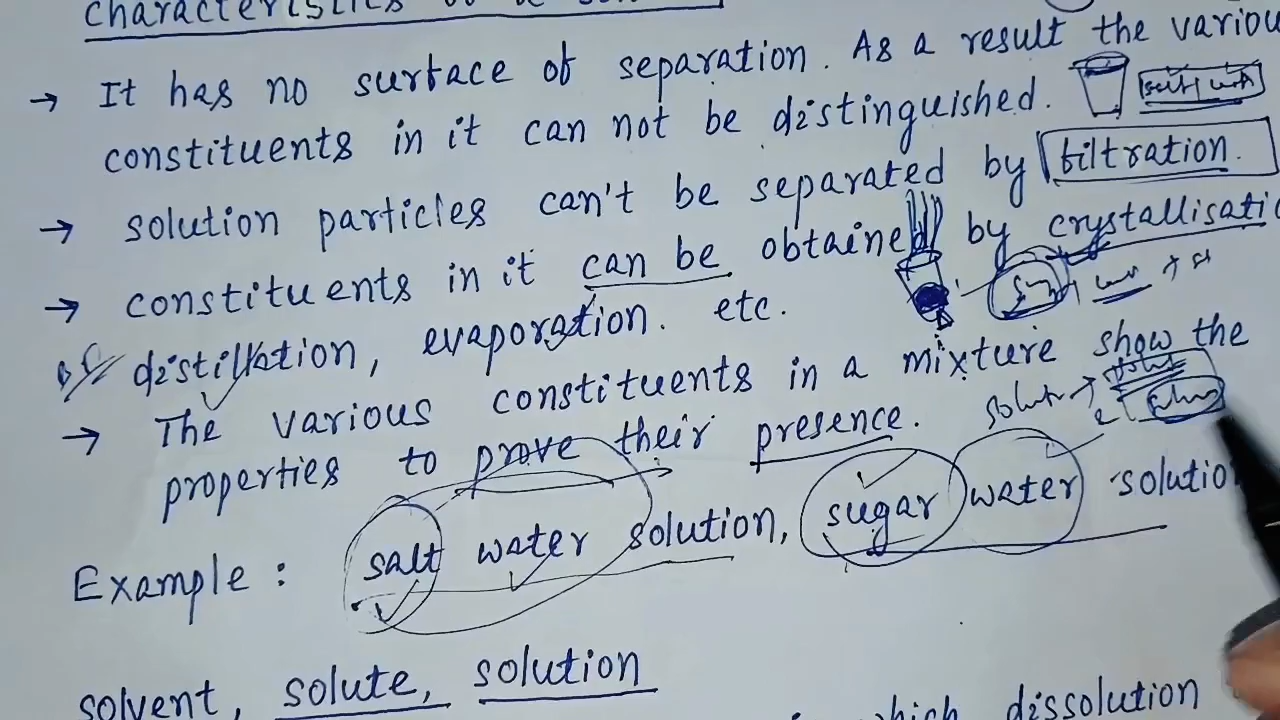 characteristics of a
→ It has no surface of separation. As a result the variou
constituents in it can not be distinguished.
→ solution particles can't be separated by filtration.
→ constituents in it can be obtained by crystallisatio
distillation, evaporation. etc.
→ The various constituents in a mixture show the
properties to prove their presence.
Example : salt water solution, sugar water solutio
solvent, solute, solution
which dissolution